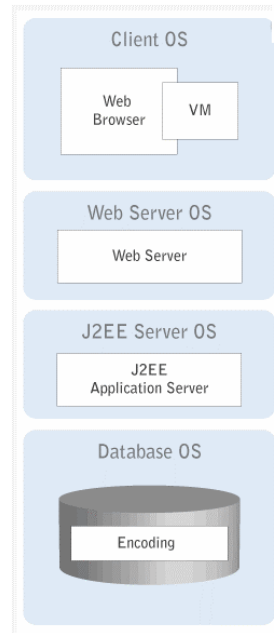 Client OS
Web
Browser
VM
Web Server OS
Web Server
J2EE Server OS
J2EE
Application Server
Database OS
Encoding